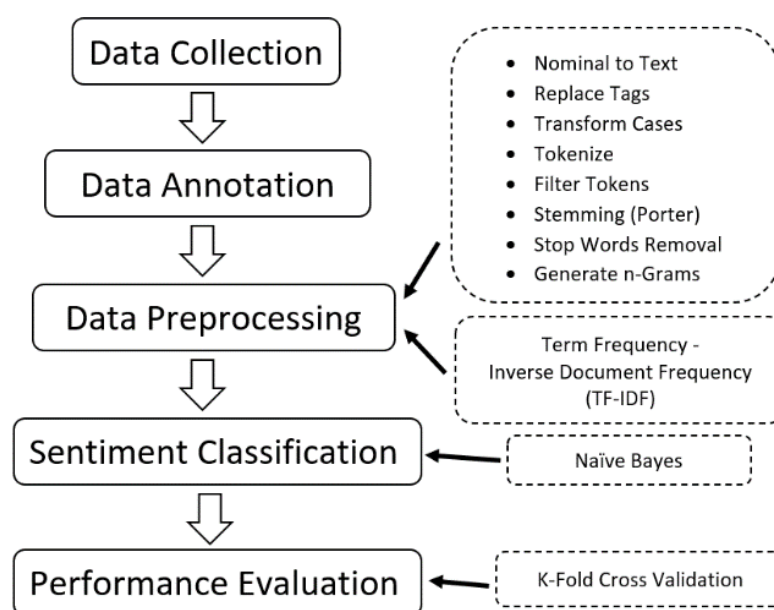 Data Collection
Data Annotation
Data Preprocessing
Sentiment Classification
Performance Evaluation
• Nominal to Text
• Replace Tags
• Transform Cases
• Tokenize
• Filter Tokens
• Stemming (Porter)
• Stop Words Removal
• Generate n-Grams
Term Frequency -
Inverse Document Frequency
(TF-IDF)
Naïve Bayes
K-Fold Cross Validation